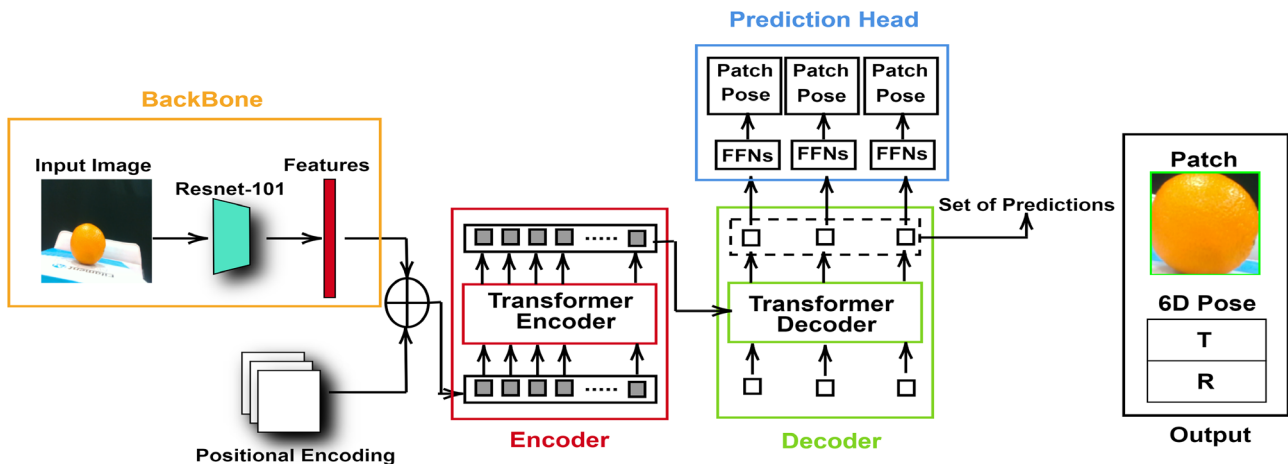 Prediction Head
Patch
Pose
Patch
Pose
Patch
Pose
FFNs
FFNs
FFNs
BackBone
Input Image
Resnet-101
Features
Positional Encoding
Transformer
Encoder
Encoder
Transformer
Decoder
Decoder
Set of Predictions
Patch
6D Pose
T
R
Output